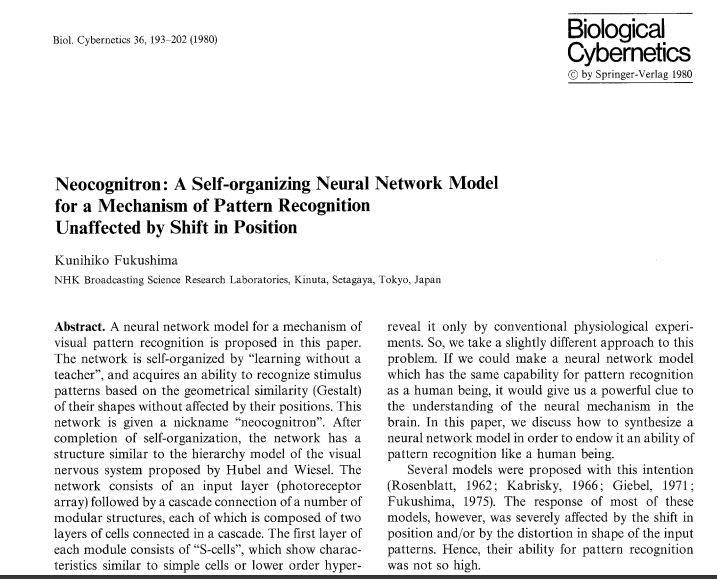 Biol. Cybernetics 36, 193–202 (1980)
Biological
Cybernetics
© by Springer-Verlag 1980
Neocognitron: A Self-organizing Neural Network Model
for a Mechanism of Pattern Recognition
Unaffected by Shift in Position
Kunihiko Fukushima
NHK Broadcasting Science Research Laboratories, Kinuta, Setagaya, Tokyo, Japan
Abstract. A neural network model for a mechanism of
visual pattern recognition is proposed in this paper.
The network is self-organized by “learning without a
teacher”, and acquires an ability to recognize stimulus
patterns based on the geometrical similarity (Gestalt)
of their shapes without affected by their positions. This
network is given a nickname “neocognitron”. After
completion of self-organization, the network has a
structure similar to the hierarchy model of the visual
nervous system proposed by Hubel and Wiesel. The
network consists of an input layer (photoreceptor
array) followed by a cascade connection of a number of
modular structures, each of which is composed of two
layers of cells connected in a cascade. The first layer of
each module consists of “S-cells”, which show charac-
teristics similar to simple cells or lower order hyper-
reveal it only by conventional physiological experi-
ments. So, we take a slightly different approach to this
problem. If we could make a neural network model
which has the same capability for pattern recognition
as a human being, it would give us a powerful clue to
the understanding of the neural mechanism in the
brain. In this paper, we discuss how to synthesize a
neural network model in order to endow it an ability of
pattern recognition like a human being.
Several models were proposed with this intention
(Rosenblatt, 1962; Kabrisky, 1966; Giebel, 1971;
Fukushima, 1975). The response of most of these
models, however, was severely affected by the shift in
position and/or by the distortion in shape of the input
patterns. Hence, their ability for pattern recognition
was not so high.